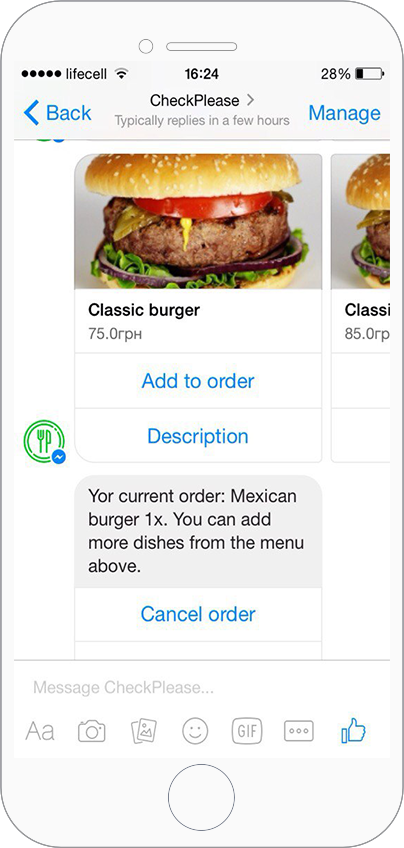 lifecell 16:24 28%
Back CheckPlease Manage
Typically replies in a few hours
Classic burger
75.0грн
Classi
85.0гр
Add to order
Description
Yor current order: Mexican
burger 1x. You can add
more dishes from the menu
above.
Cancel order
Message CheckPlease...
Aa GIF